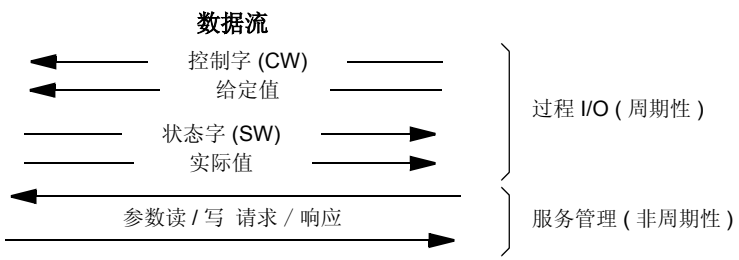 数据流
控制字 (CW)
给定值
过程 I/O ( 周期性 )
状态字 (SW)
实际值
参数读 / 写 请求 / 响应
服务管理 ( 非周期性 )